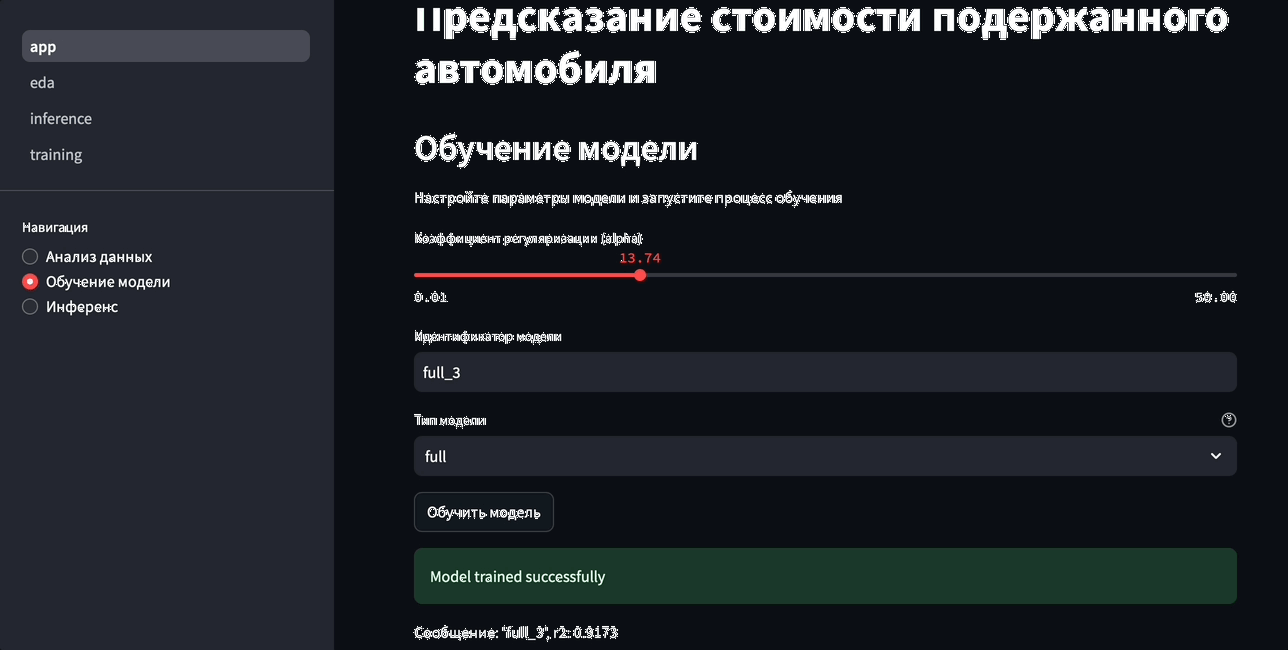 app
eda
inference
training
Навигация
Анализ данных
Обучение модели
Инференс
Предсказание стоимости подержанного
автомобиля
Обучение модели
Настройте параметры модели и запустите процесс обучения
Коэффициент регуляризации (alpha)
13.74
0.01 50.00
Идентификатор модели
full_3
Тип модели
full
Обучить модель
Model trained successfully
Сообщение: "full_3", r2: 0.9173